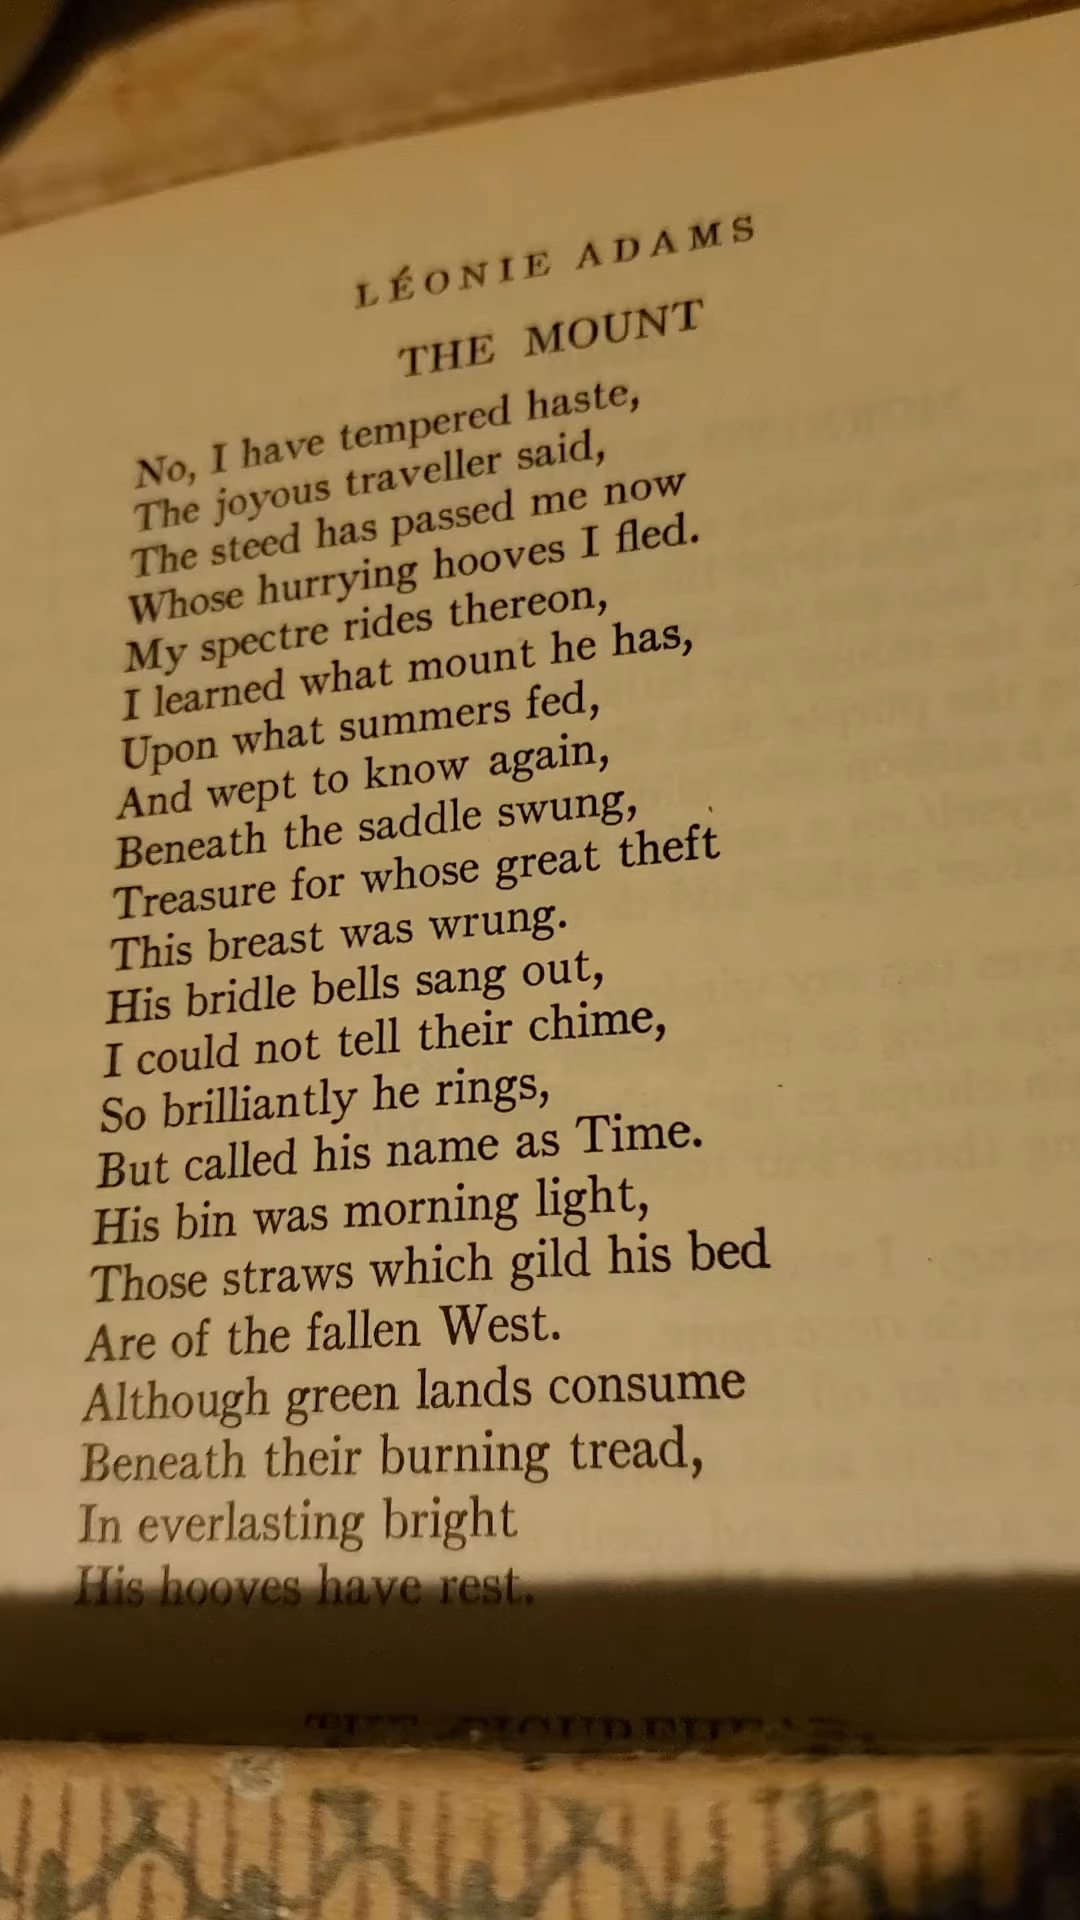 LÉONIE ADAMS
THE MOUNT
No, I have tempered haste,
The joyous traveller said,
The steed has passed me now
Whose hurrying hooves I fled.
My spectre rides thereon,
I learned what mount he has,
Upon what summers fed,
And wept to know again,
Beneath the saddle swung,
Treasure for whose great theft
This breast was wrung.
His bridle bells sang out,
I could not tell their chime,
So brilliantly he rings,
But called his name as Time.
His bin was morning light,
Those straws which gild his bed
Are of the fallen West.
Although green lands consume
Beneath their burning tread,
In everlasting bright
His hooves have rest.
THE